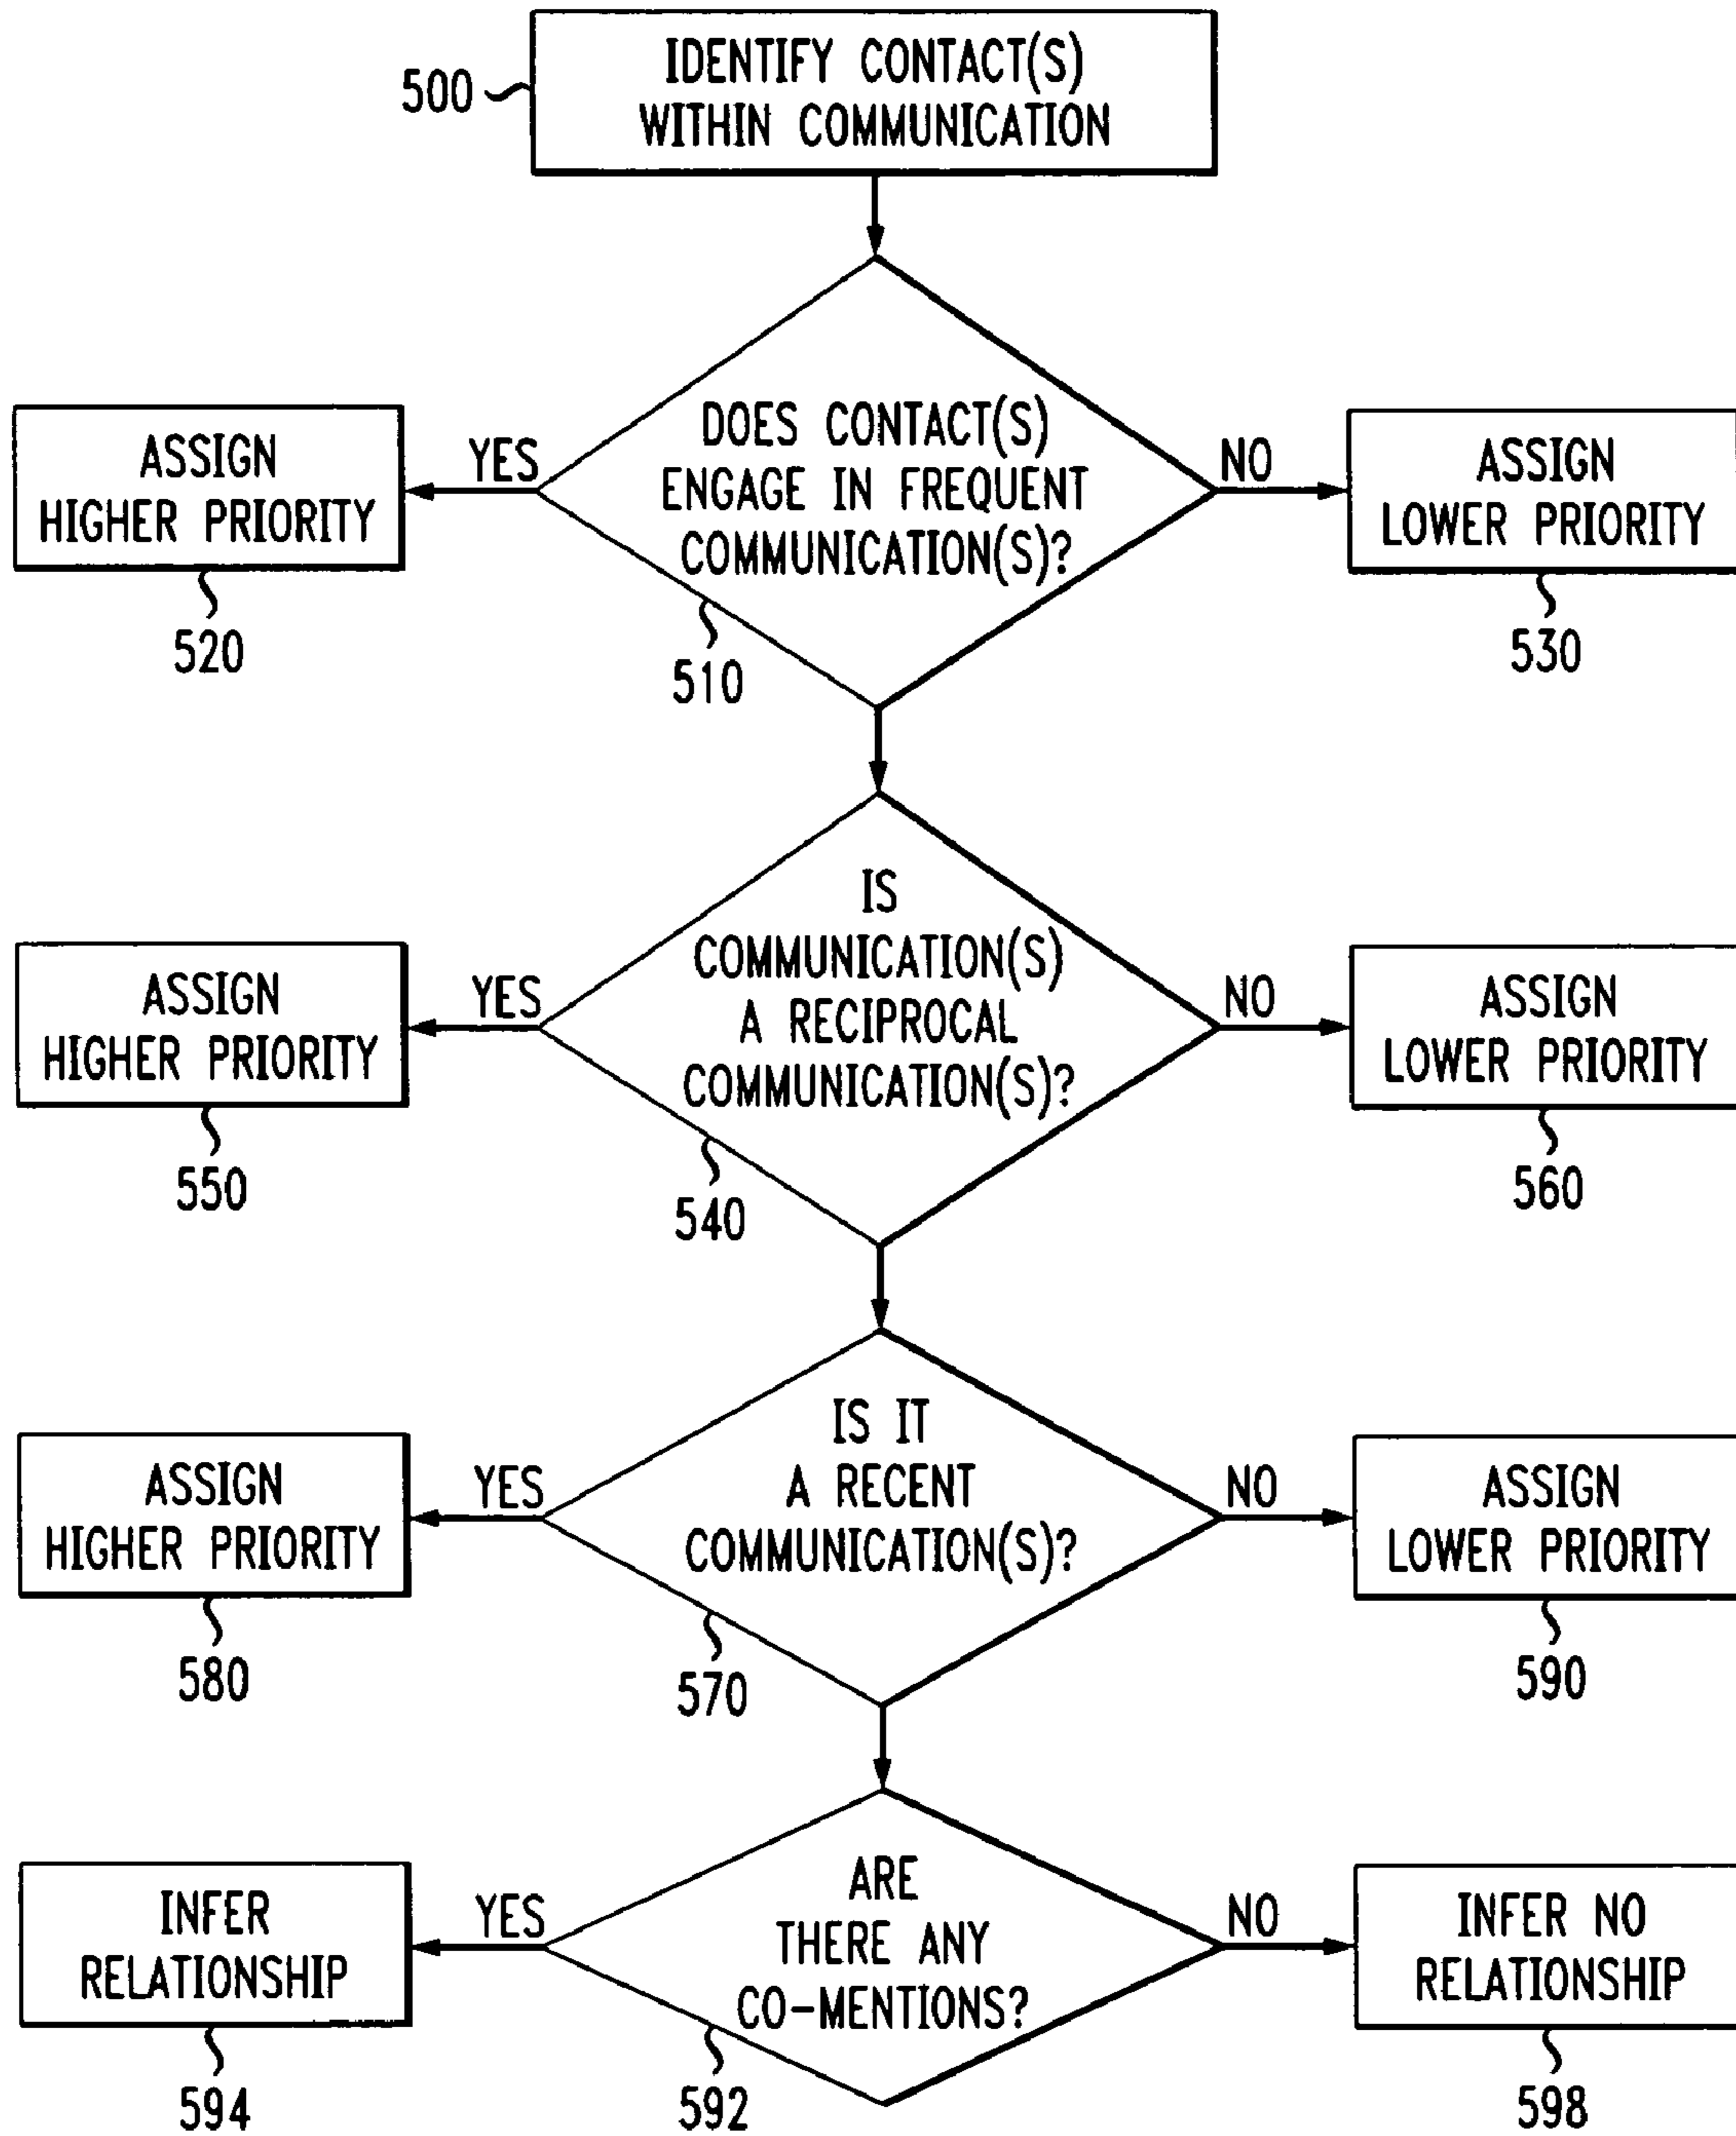 IDENTIFY CONTACT(S)
WITHIN COMMUNICATION
500
DOES CONTACT(S)
ENGAGE IN FREQUENT
COMMUNICATION(S)?
510
YES
ASSIGN
HIGHER PRIORITY
520
NO
ASSIGN
LOWER PRIORITY
530
IS
COMMUNICATION(S)
A RECIPROCAL
COMMUNICATION(S)?
540
YES
ASSIGN
HIGHER PRIORITY
550
NO
ASSIGN
LOWER PRIORITY
560
IS IT
A RECENT
COMMUNICATION(S)?
570
YES
ASSIGN
HIGHER PRIORITY
580
NO
ASSIGN
LOWER PRIORITY
590
ARE
THERE ANY
CO-MENTIONS?
592
YES
INFER
RELATIONSHIP
594
NO
INFER NO
RELATIONSHIP
598